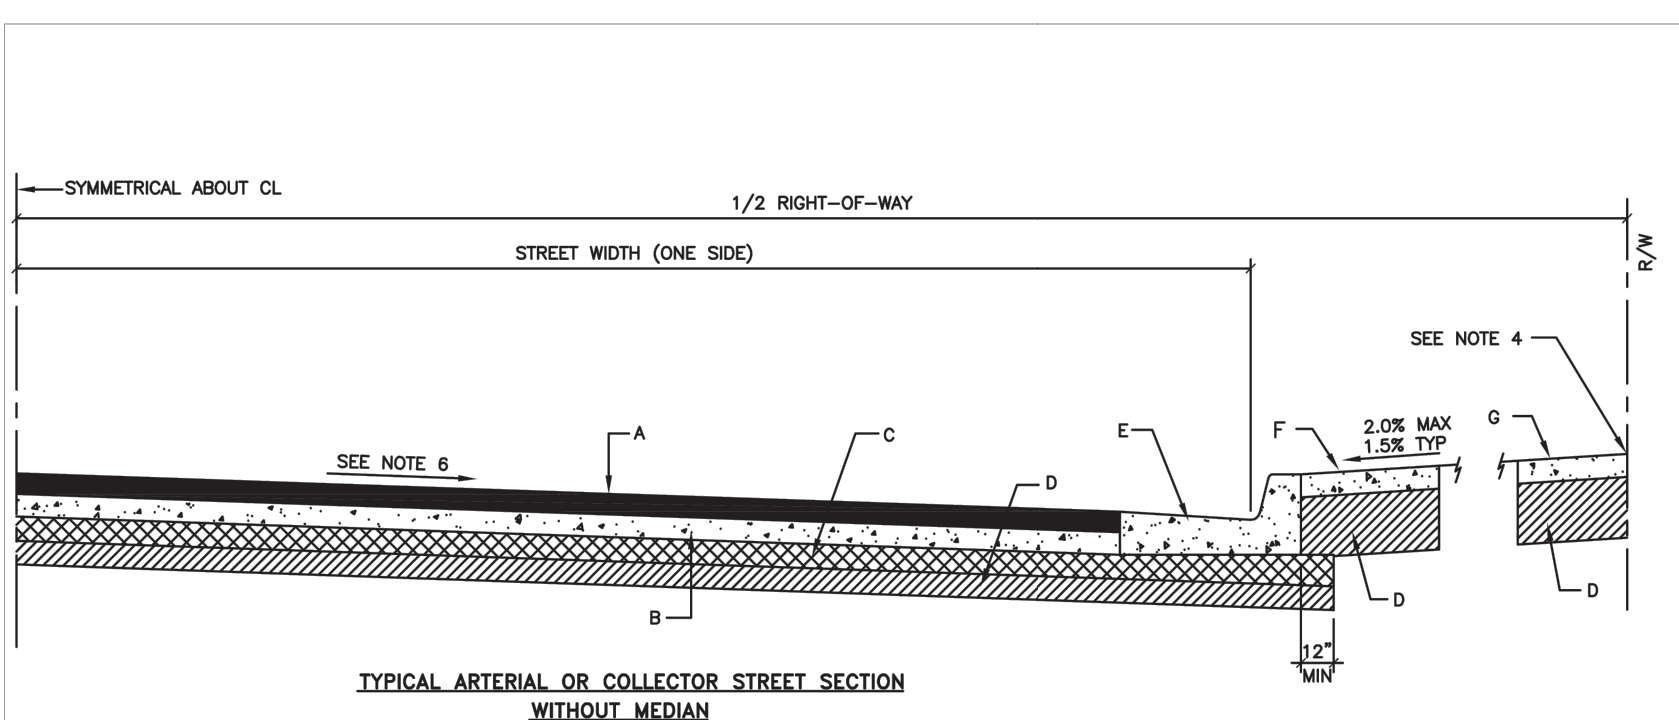 SYMMETRICAL ABOUT CL
1/2 RIGHT-OF-WAY
R/W
STREET WIDTH (ONE SIDE)
SEE NOTE 4
SEE NOTE 6
A
C
E
F
2.0% MAX
1.5% TYP
G
D
B
D
D
12"
MIN
TYPICAL ARTERIAL OR COLLECTOR STREET SECTION
WITHOUT MEDIAN